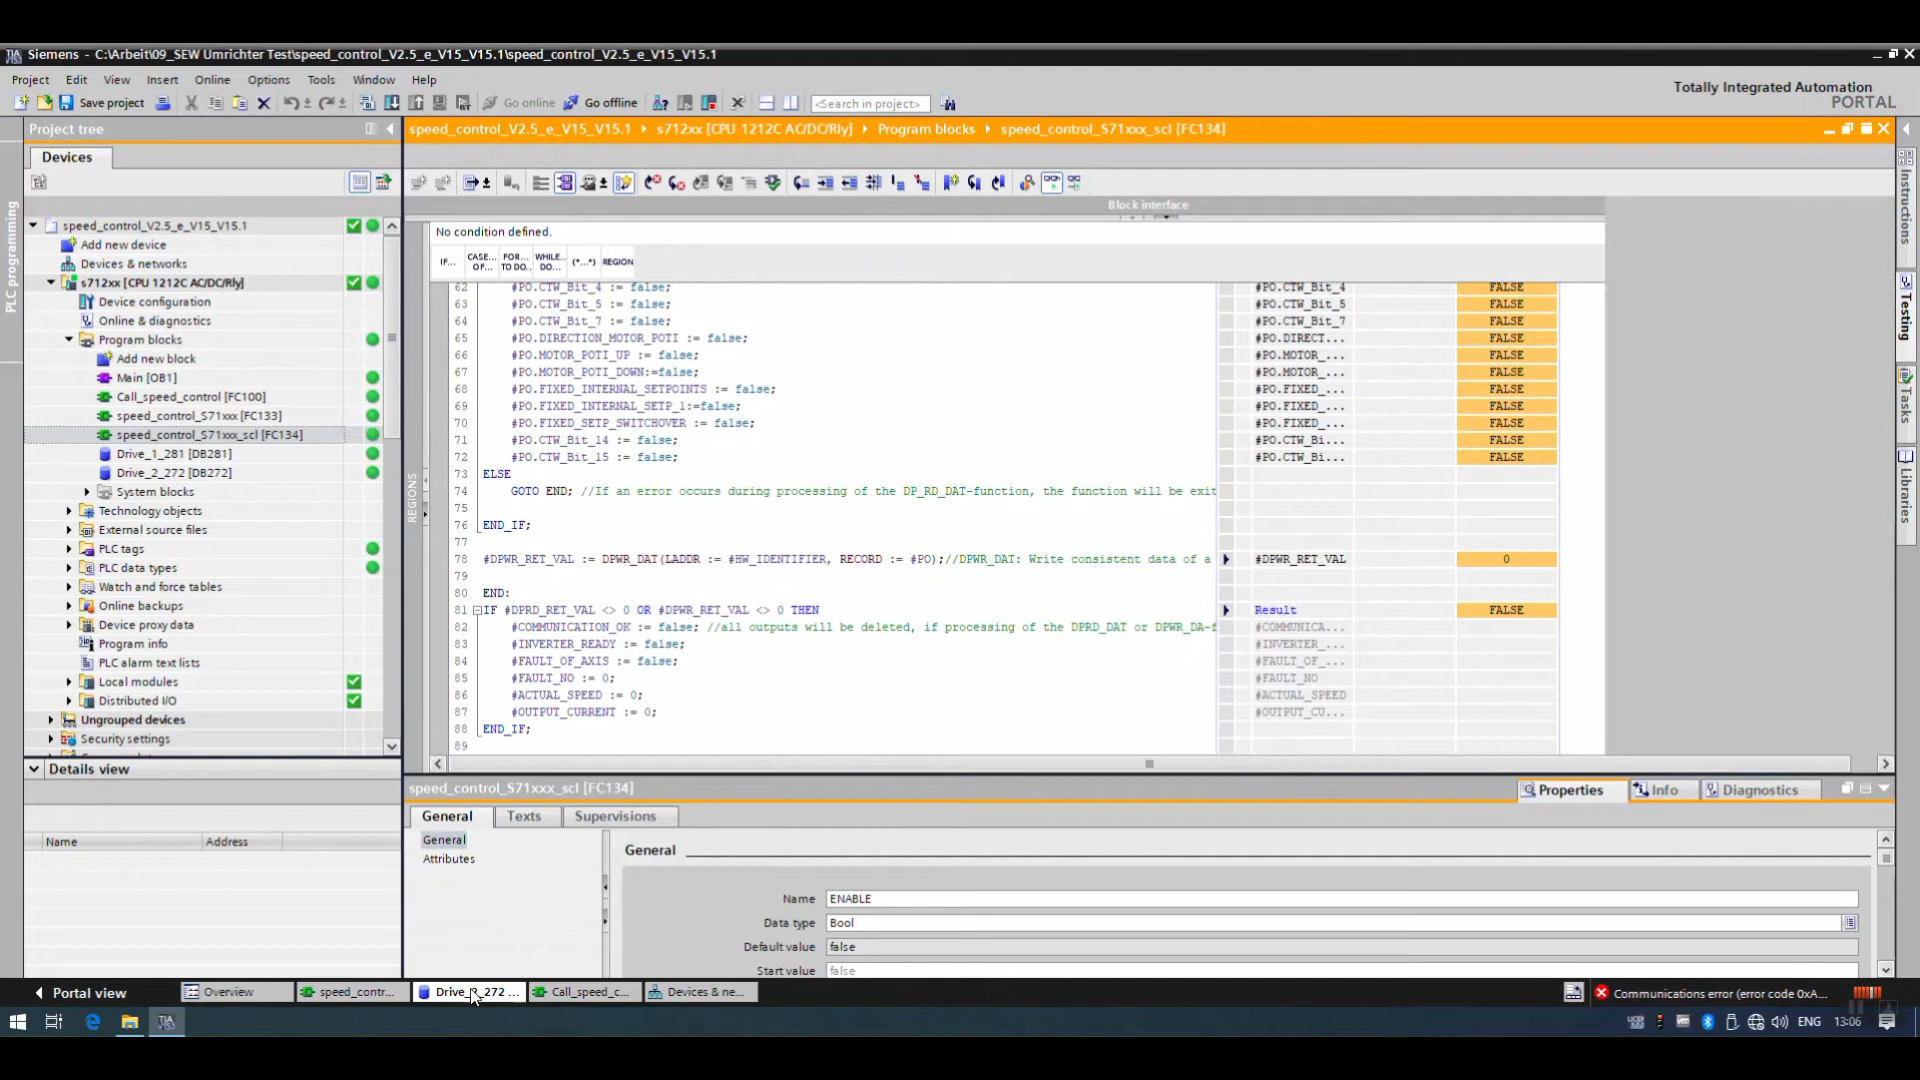 Siemens - C:\Arbeit\09_SEW Umrichter Test\speed_control_V2.5_e_V15_V15.1\speed_control_V2.5_e_V15_V15.1
Project Edit View Insert Online Options Tools Window Help
Totally Integrated Automation
PORTAL
Save project
Go online
Go offline
<Search in project>
Project tree
speed_control_V2.5_e_V15_V15.1 s712xx [CPU 1212C AC/DC/Rly] Program blocks speed_control_S71xxx_scl [FC134]
Devices
PLC programming
speed_control_V2.5_e_V15_V15.1
Add new device
Devices & networks
s712xx [CPU 1212C AC/DC/Rly]
Device configuration
Online & diagnostics
Program blocks
Add new block
Main [OB1]
Call_speed_control [FC100]
speed_control_S71xxx [FC133]
speed_control_S71xxx_scl [FC134]
Drive_1_281 [DB281]
Drive_2_272 [DB272]
System blocks
Technology objects
External source files
PLC tags
PLC data types
Watch and force tables
Online backups
Device proxy data
Program info
PLC alarm text lists
Local modules
Distributed I/O
Ungrouped devices
Security settings
Details view
Name Address
Block interface
No condition defined.
IF... CASE... OF... FOR... TO DO... WHILE.. DO... (*...*) REGION
REGIONS
62 #PO.CTW_Bit_4 := false; #PO.CTW_Bit_4 FALSE
63 #PO.CTW_Bit_5 := false; #PO.CTW_Bit_5 FALSE
64 #PO.CTW_Bit_7 := false; #PO.CTW_Bit_7 FALSE
65 #PO.DIRECTION_MOTOR_POTI := false; #PO.DIRECT... FALSE
66 #PO.MOTOR_POTI_UP := false; #PO.MOTOR_... FALSE
67 #PO.MOTOR_POTI_DOWN:=false; #PO.MOTOR_... FALSE
68 #PO.FIXED_INTERNAL_SETPOINTS := false; #PO.FIXED_... FALSE
69 #PO.FIXED_INTERNAL_SETP_1:=false; #PO.FIXED_... FALSE
70 #PO.FIXED_SETP_SWITCHOVER := false; #PO.FIXED_... FALSE
71 #PO.CTW_Bit_14 := false; #PO.CTW_Bi... FALSE
72 #PO.CTW_Bit_15 := false; #PO.CTW_Bi... FALSE
73 ELSE
74 GOTO END; //If an error occurs during processing of the DP_RD_DAT-function, the function will be exit
75
76 END_IF;
77
78 #DPWR_RET_VAL := DPWR_DAT(LADDR := #HW_IDENTIFIER, RECORD := #PO);//DPWR_DAT: Write consistent data of a #DPWR_RET_VAL 0
79
80 END:
81 IF #DPRD_RET_VAL <> 0 OR #DPWR_RET_VAL <> 0 THEN Result FALSE
82 #COMMUNICATION_OK := false; //all outputs will be deleted, if processing of the DPRD_DAT or DPWR_DA-f #COMMUNICA...
83 #INVERTER_READY := false; #INVERTER_...
84 #FAULT_OF_AXIS := false; #FAULT_OF_...
85 #FAULT_NO := 0; #FAULT_NO
86 #ACTUAL_SPEED := 0; #ACTUAL_SPEED
87 #OUTPUT_CURRENT := 0; #OUTPUT_CU...
88 END_IF;
89
speed_control_S71xxx_scl [FC134]
Properties Info Diagnostics
General Texts Supervisions
General
Attributes
General
Name ENABLE
Data type Bool
Default value false
Start value false
Instructions
Testing
Tasks
Libraries
Portal view Overview speed_contr... Call_speed_c... Devices & ne... Communications error (error code 0xA...
ENG 13:06